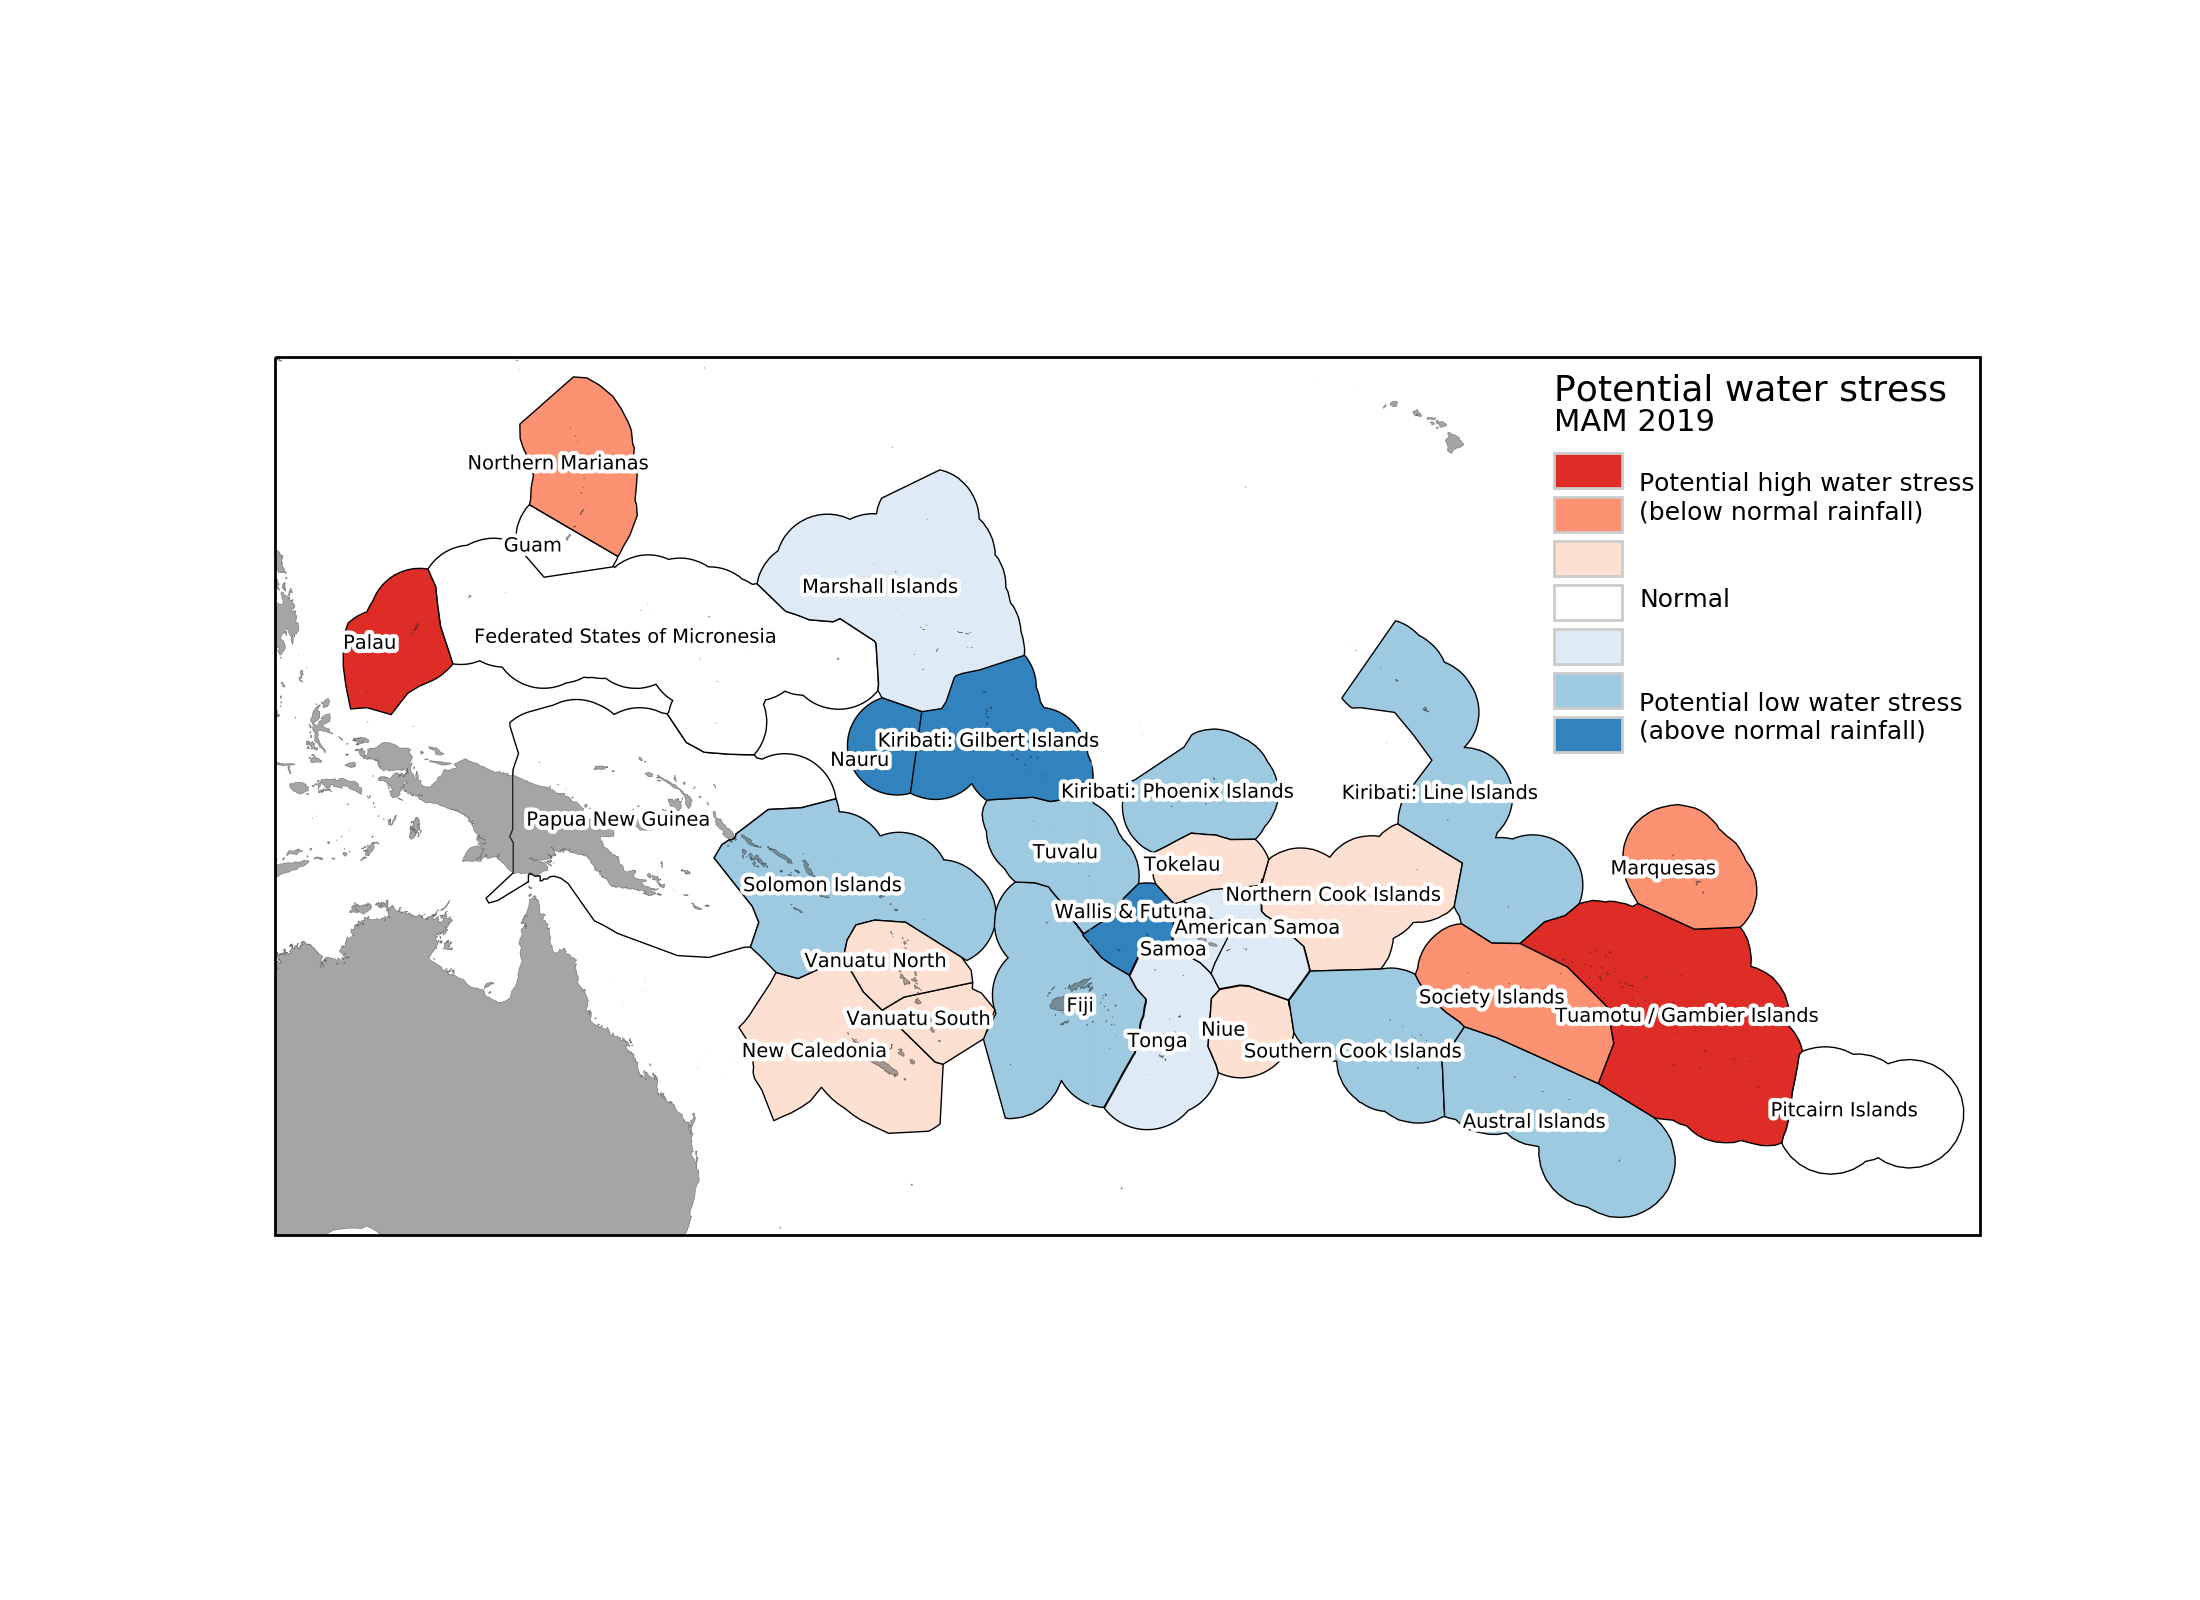 Potential water stress
MAM 2019
Potential high water stress
(below normal rainfall)
Normal
Potential low water stress
(above normal rainfall)
Northern Marianas
Guam
Marshall Islands
Federated States of Micronesia
Palau
Kiribati: Gilbert Islands
Nauru
Kiribati: Phoenix Islands
Kiribati: Line Islands
Papua New Guinea
Tuvalu
Tokelau
Marquesas
Solomon Islands
Northern Cook Islands
Wallis & Futuna
American Samoa
Samoa
Vanuatu North
Society Islands
Fiji
Tuamotu / Gambier Islands
Vanuatu South
Niue
Tonga
New Caledonia
Southern Cook Islands
Pitcairn Islands
Austral Islands